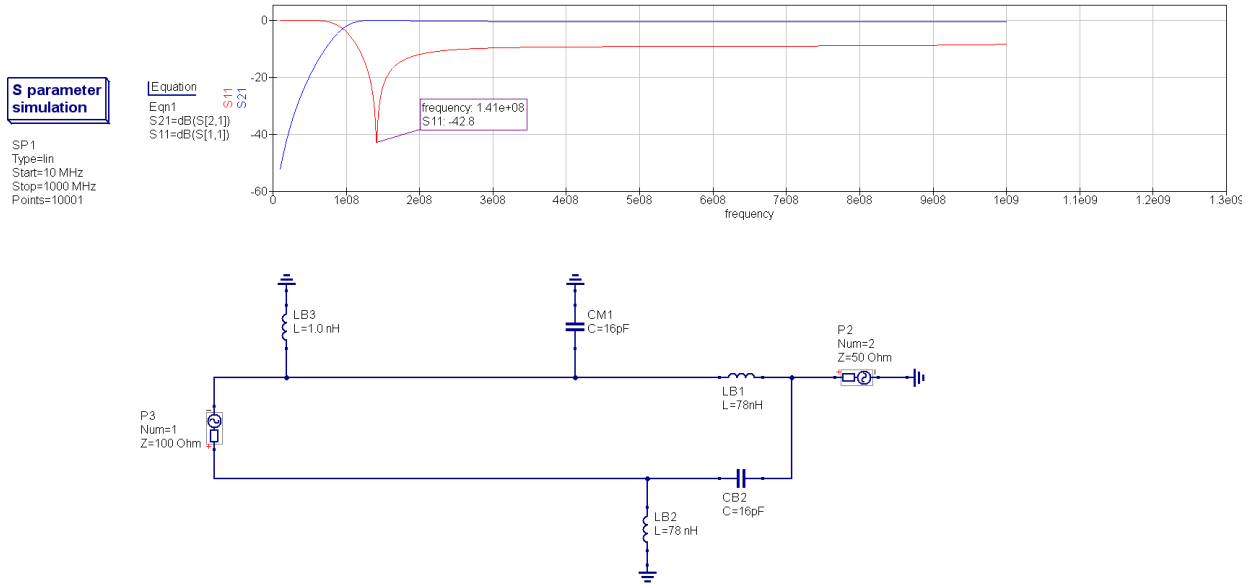 0
-20
-40
-60
S11
S21
frequency: 1.41e+08
S11: -42.8
0
1e08
2e08
3e08
4e08
5e08
6e08
7e08
8e08
9e08
1e09
1.1e09
1.2e09
1.3e09
frequency
S parameter
simulation
SP1
Type=lin
Start=10 MHz
Stop=1000 MHz
Points=10001
Equation
Eqn1
S21=dB(S[2,1])
S11=dB(S[1,1])
LB3
L=1.0 nH
CM1
C=16pF
P2
Num=2
Z=50 Ohm
LB1
L=78nH
P3
Num=1
Z=100 Ohm
CB2
C=16pF
LB2
L=78 nH